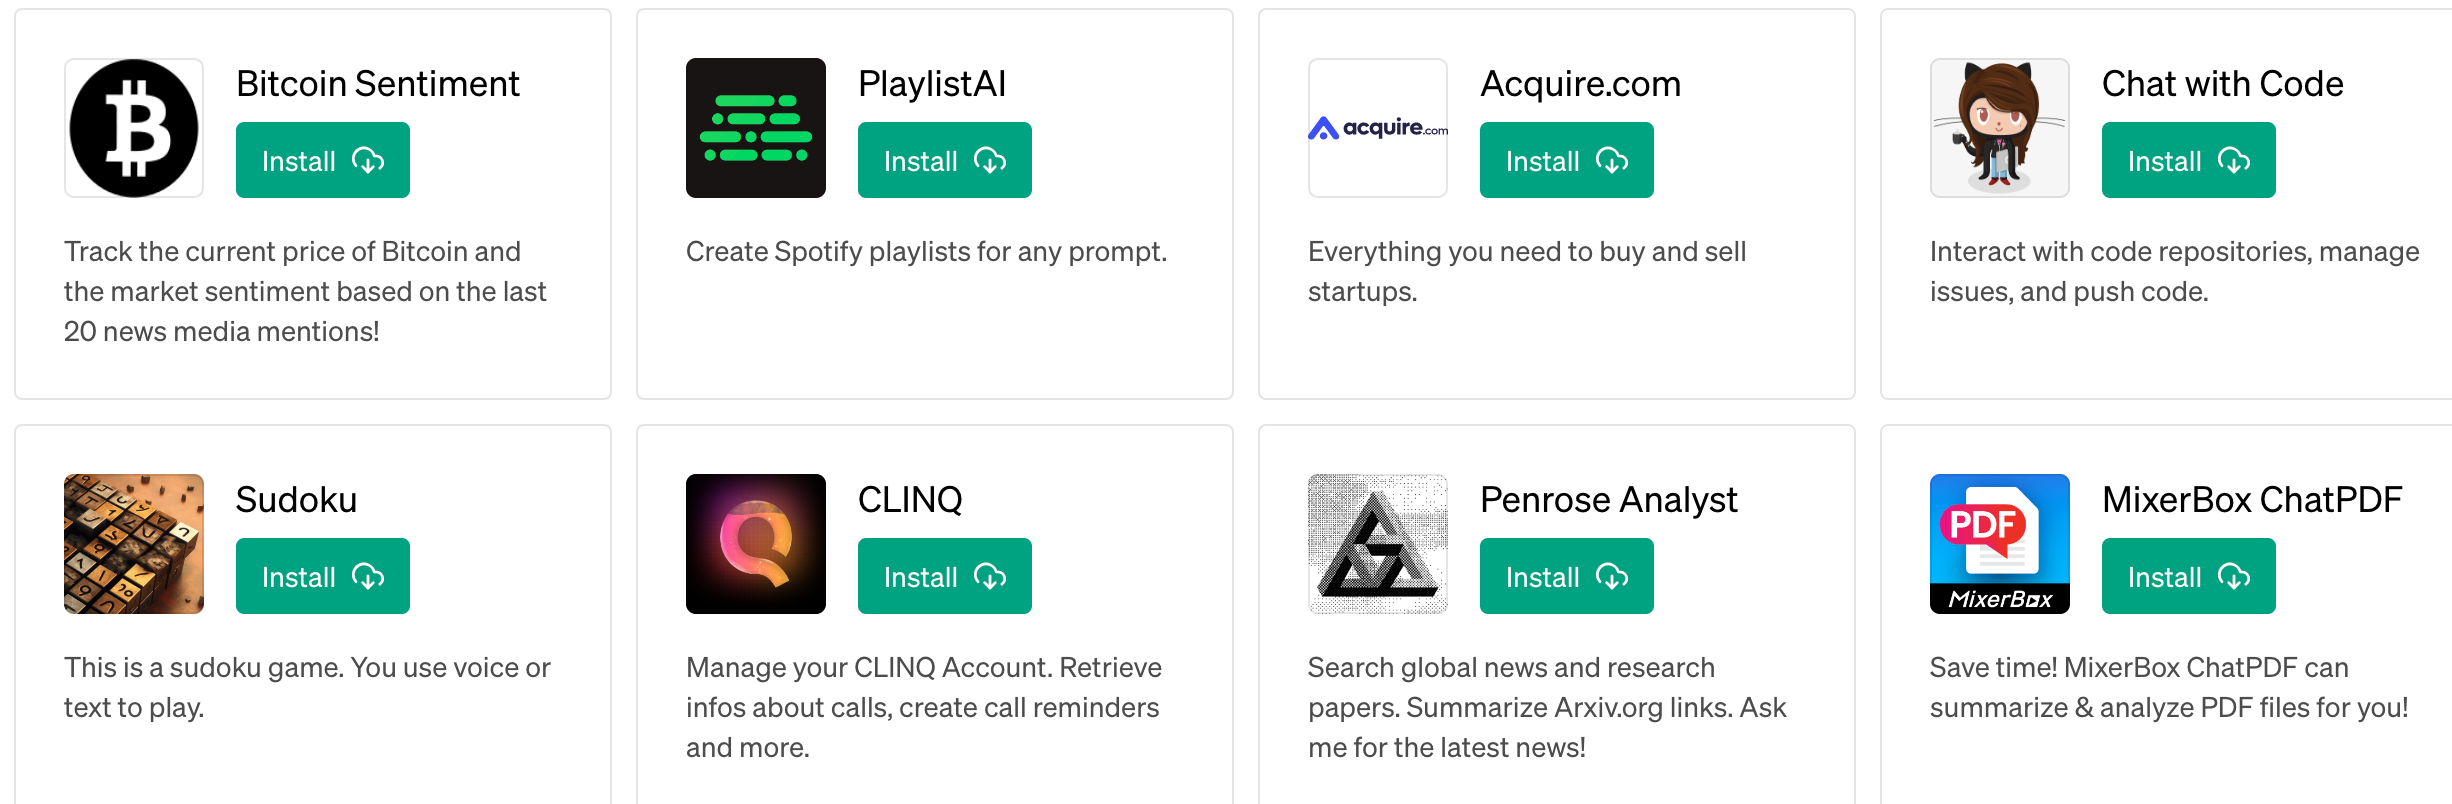 Bitcoin Sentiment
Install
Track the current price of Bitcoin and
the market sentiment based on the last
20 news media mentions!
PlaylistAI
Install
Create Spotify playlists for any prompt.
acquire.com
Acquire.com
Install
Everything you need to buy and sell
startups.
Chat with Code
Install
Interact with code repositories, manage
issues, and push code.
Sudoku
Install
This is a sudoku game. You use voice or
text to play.
CLINQ
Install
Manage your CLINQ Account. Retrieve
infos about calls, create call reminders
and more.
Penrose Analyst
Install
Search global news and research
papers. Summarize Arxiv.org links. Ask
me for the latest news!
PDF
MixerBox
MixerBox ChatPDF
Install
Save time! MixerBox ChatPDF can
summarize & analyze PDF files for you!